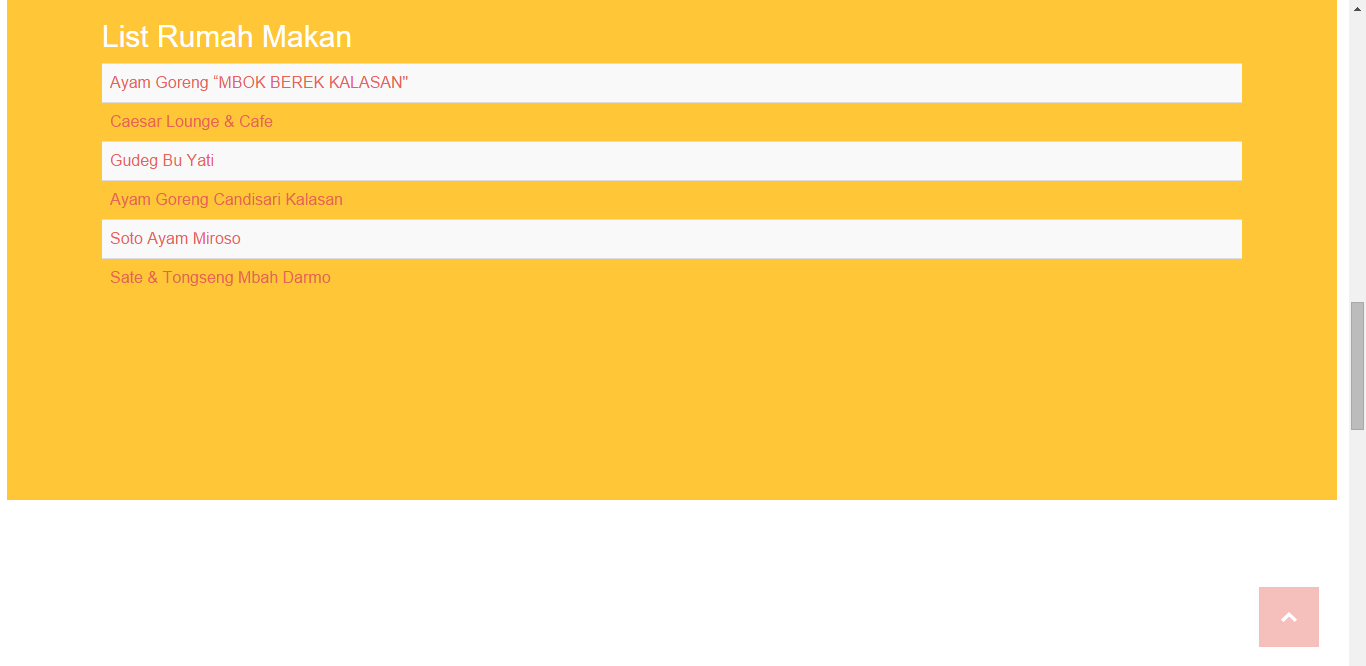 List Rumah Makan
Ayam Goreng “MBOK BEREK KALASAN"
Caesar Lounge & Cafe
Gudeg Bu Yati
Ayam Goreng Candisari Kalasan
Soto Ayam Miroso
Sate & Tongseng Mbah Darmo